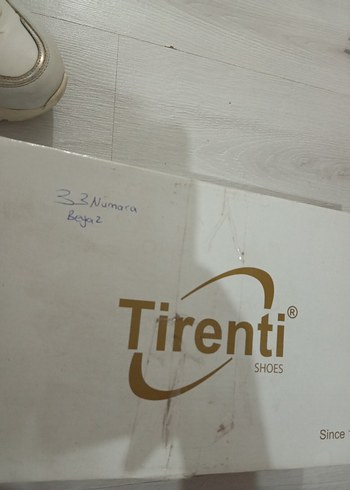 33 Numara
Beyaz
Tirenti®
SHOES
Since